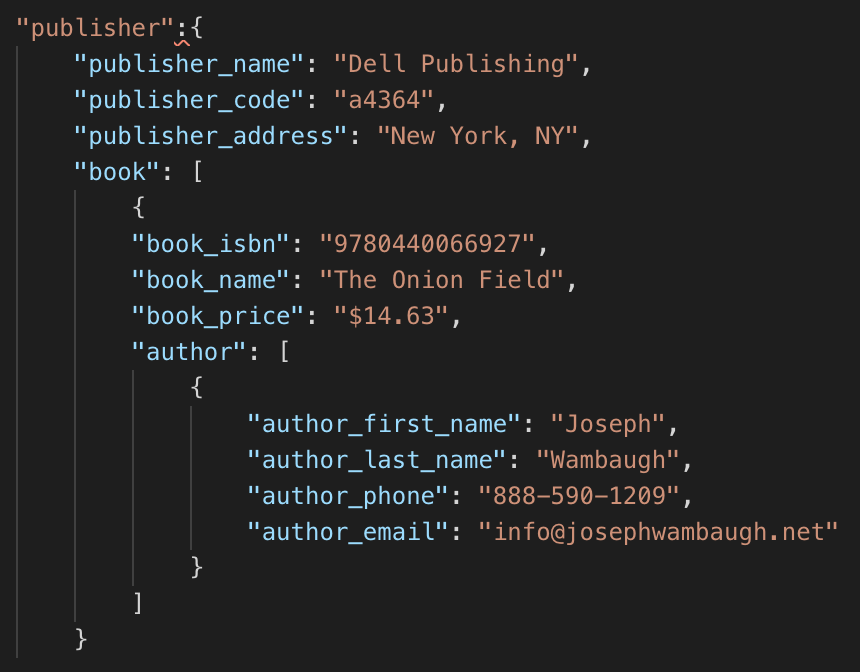 "publisher":{
    "publisher_name": "Dell Publishing",
    "publisher_code": "a4364",
    "publisher_address": "New York, NY",
    "book": [
        {
        "book_isbn": "9780440066927",
        "book_name": "The Onion Field",
        "book_price": "$14.63",
        "author": [
            {
                "author_first_name": "Joseph",
                "author_last_name": "Wambaugh",
                "author_phone": "888-590-1209",
                "author_email": "info@josephwambaugh.net"
            }
        ]
    }